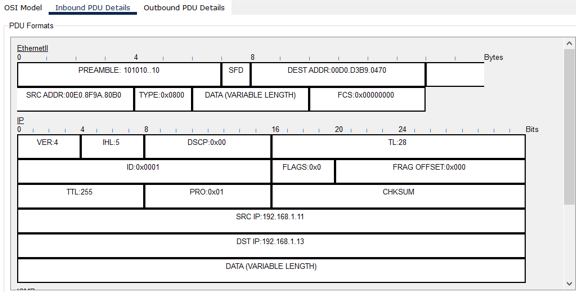 OSI Model Inbound PDU Details Outbound PDU Details
PDU Formats
EthernetII
0 4 8 Bytes
PREAMBLE: 101010..10 SFD DEST ADDR:00D0.D3B9.0470
SRC ADDR:00E0.8F9A.80B0 TYPE:0x0800 DATA (VARIABLE LENGTH) FCS:0x00000000
IP
0 4 8 16 20 24 Bits
VER:4 IHL:5 DSCP:0x00 TL:28
ID:0x0001 FLAGS:0x0 FRAG OFFSET:0x000
TTL:255 PRO:0x01 CHKSUM
SRC IP:192.168.1.11
DST IP:192.168.1.13
DATA (VARIABLE LENGTH)